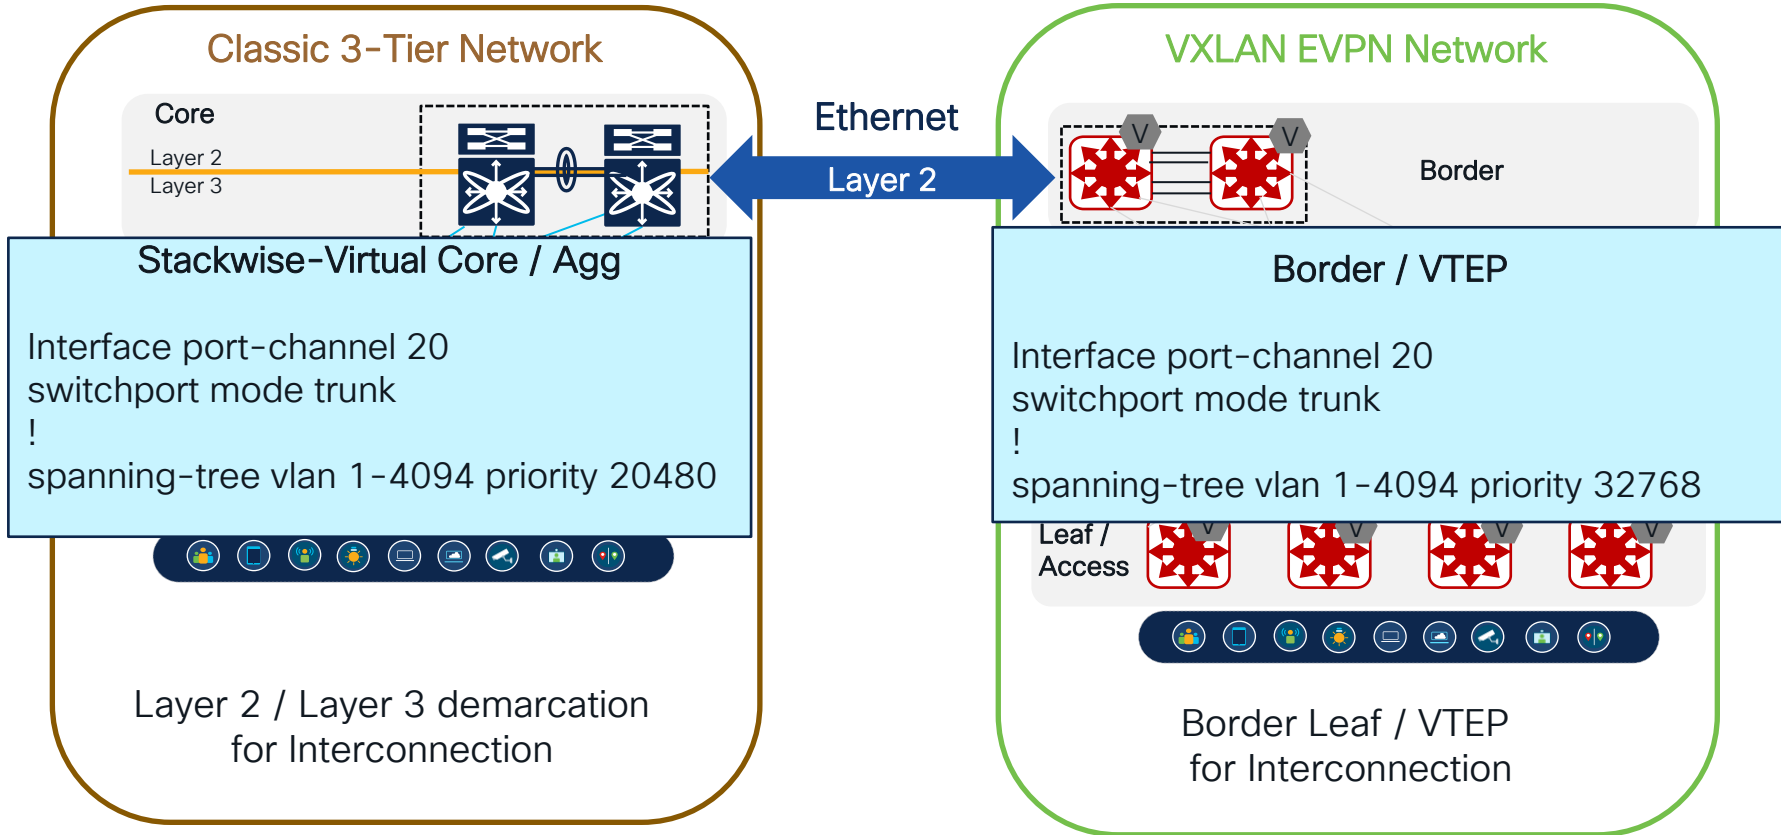 Classic 3-Tier Network
Core
Layer 2
Layer 3
Stackwise-Virtual Core / Agg
Interface port-channel 20
switchport mode trunk
!
spanning-tree vlan 1-4094 priority 20480
Layer 2 / Layer 3 demarcation
for Interconnection
Ethernet
Layer 2
VXLAN EVPN Network
V
V
Border
Border / VTEP
Interface port-channel 20
switchport mode trunk
!
spanning-tree vlan 1-4094 priority 32768
Leaf /
Access
V
V
V
V
Border Leaf / VTEP
for Interconnection